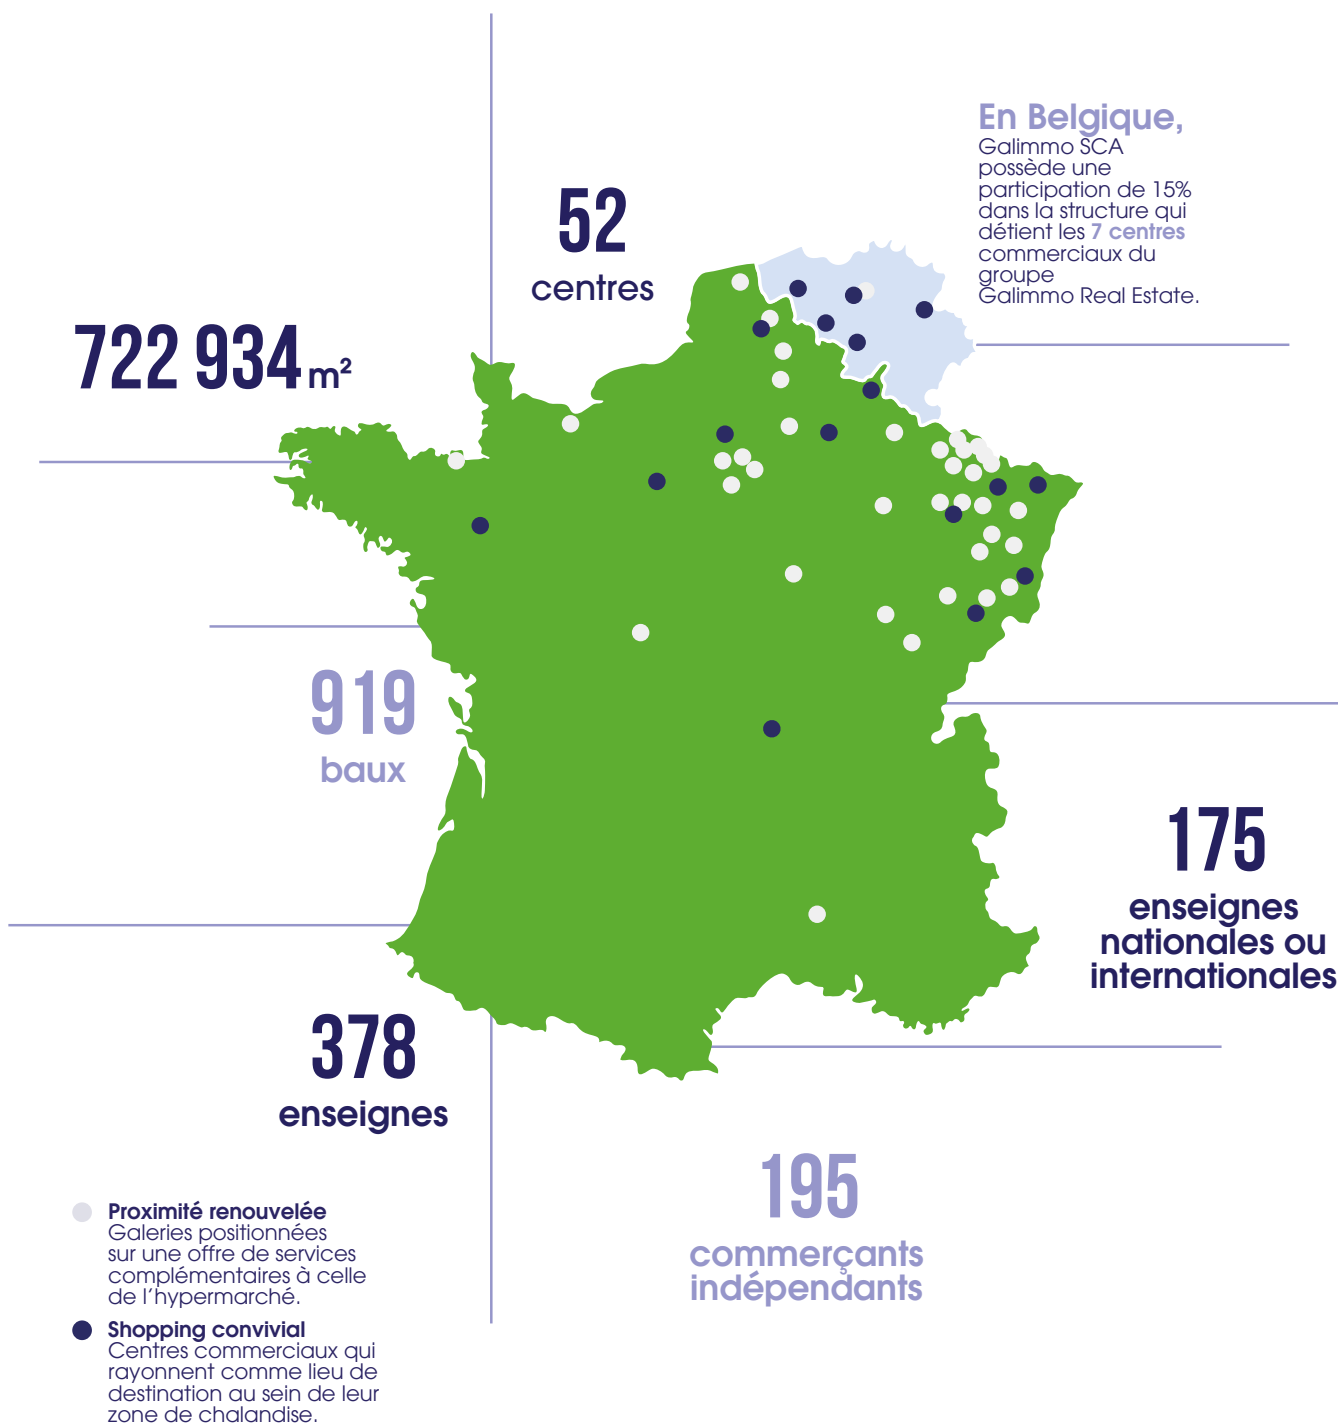 En Belgique,
Galimmo SCA
possède une
participation de 15%
dans la structure qui
détient les 7 centres
commerciaux du
groupe
Galimmo Real Estate.
52
centres
722 934 m²
919
baux
175
enseignes
nationales ou
internationales
378
enseignes
195
commerçants
indépendants
Proximité renouvelée
Galeries positionnées
sur une offre de services
complémentaires à celle
de l’hypermarché.
Shopping convivial
Centres commerciaux qui
rayonnent comme lieu de
destination au sein de leur
zone de chalandise.